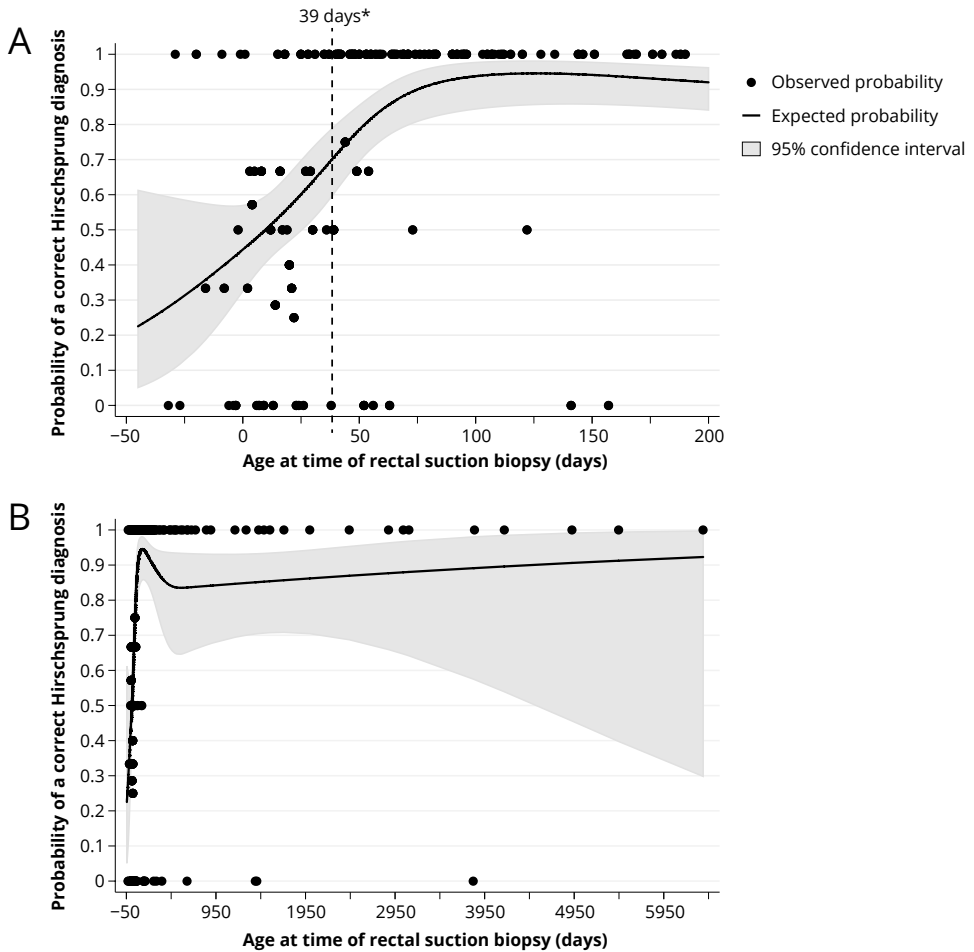 39 days*
A
Probability of a correct Hirschsprung diagnosis
1
0.9
0.8
0.7
0.6
0.5
0.4
0.3
0.2
0.1
0
−50 0 50 100 150 200
Age at time of rectal suction biopsy (days)
Observed probability
Expected probability
95% confidence interval
B
Probability of a correct Hirschsprung diagnosis
1
0.9
0.8
0.7
0.6
0.5
0.4
0.3
0.2
0.1
0
−50 950 1950 2950 3950 4950 5950
Age at time of rectal suction biopsy (days)